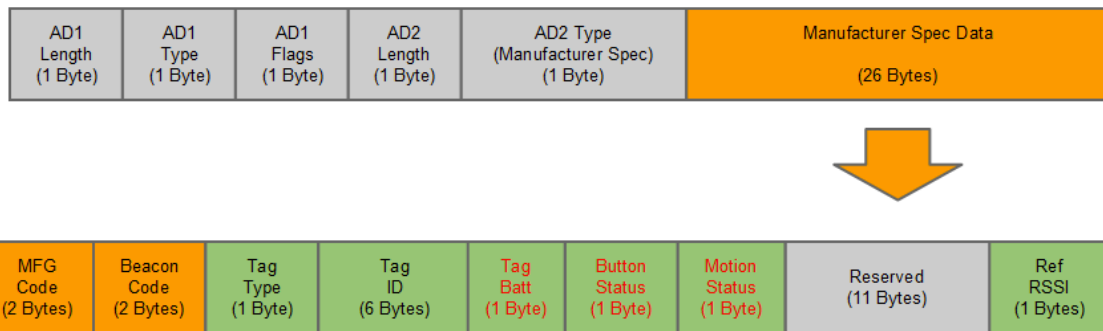 AD1
Length
(1 Byte)
AD1
Type
(1 Byte)
AD1
Flags
(1 Byte)
AD2
Length
(1 Byte)
AD2 Type
(Manufacturer Spec)
(1 Byte)
Manufacturer Spec Data
(26 Bytes)
MFG
Code
(2 Bytes)
Beacon
Code
(2 Bytes)
Tag
Type
(1 Byte)
Tag
ID
(6 Bytes)
Tag
Batt
(1 Byte)
Button
Status
(1 Byte)
Motion
Status
(1 Byte)
Reserved
(11 Bytes)
Ref
RSSI
(1 Bytes)